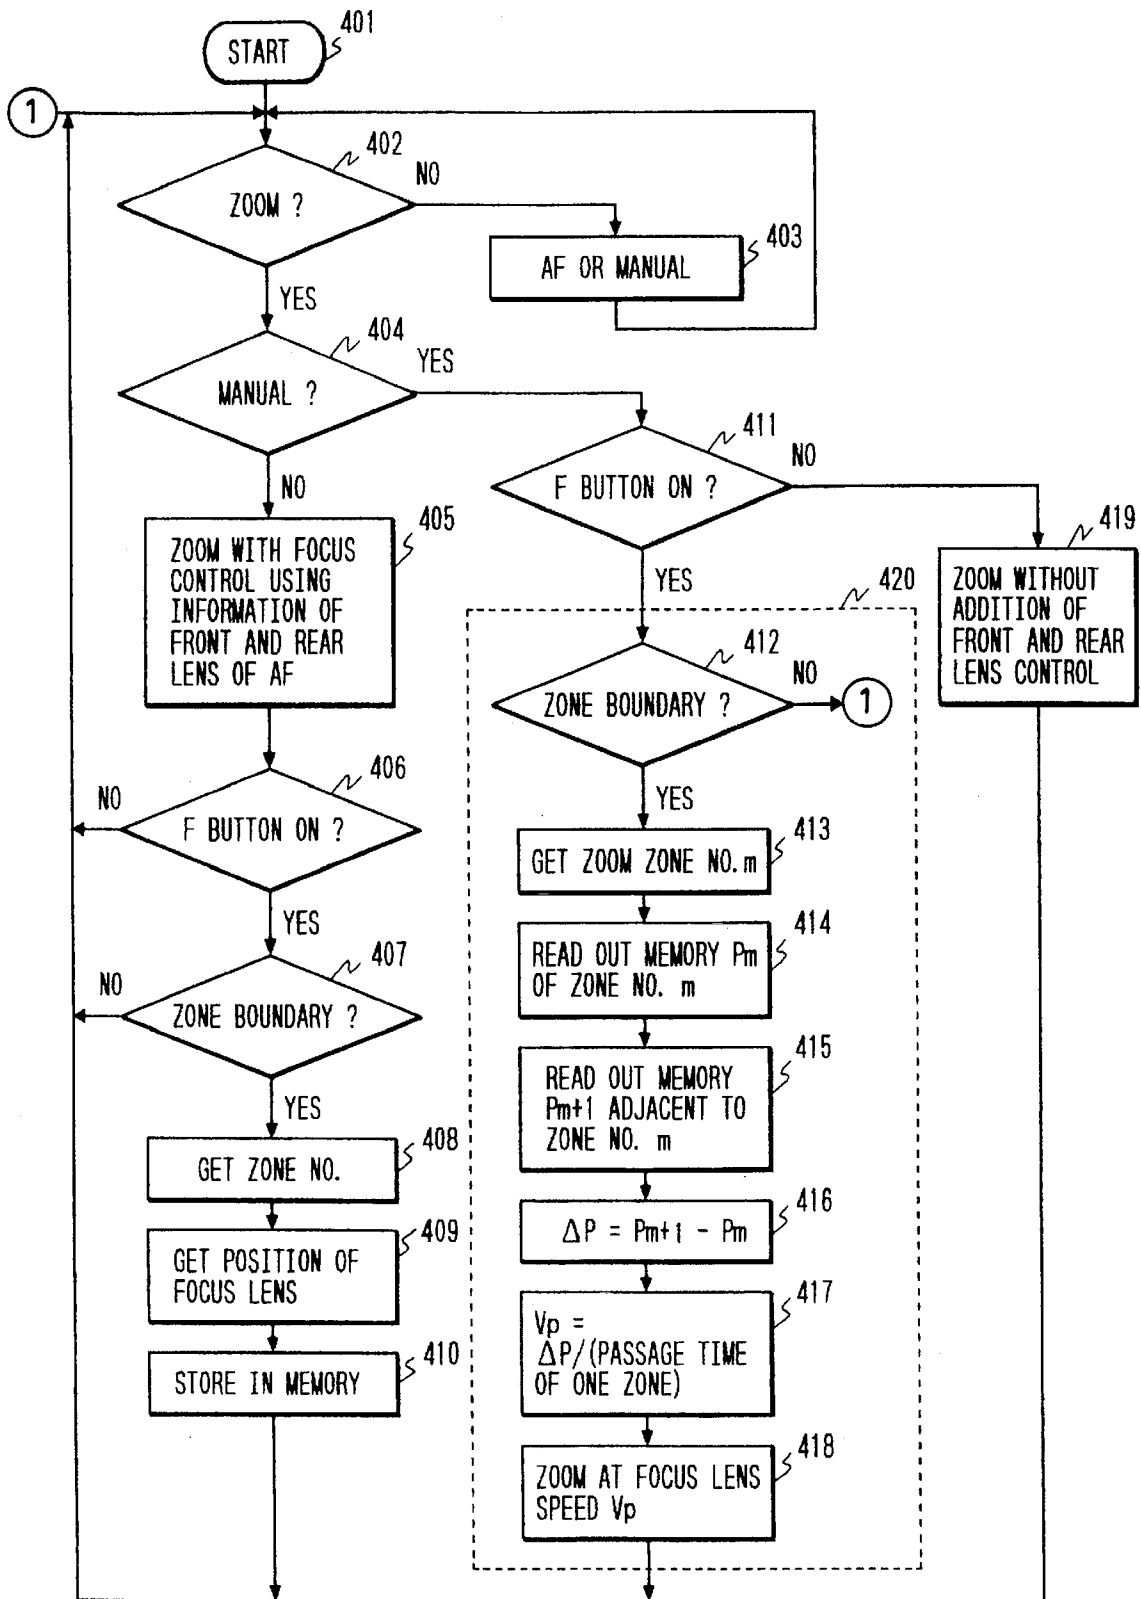 START
401
1
402
ZOOM ?
NO
AF OR MANUAL
403
YES
404
MANUAL ?
YES
NO
405
ZOOM WITH FOCUS
CONTROL USING
INFORMATION OF
FRONT AND REAR
LENS OF AF
406
F BUTTON ON ?
NO
YES
407
ZONE BOUNDARY ?
NO
YES
408
GET ZONE NO.
409
GET POSITION OF
FOCUS LENS
410
STORE IN MEMORY
411
F BUTTON ON ?
NO
YES
420
412
ZONE BOUNDARY ?
NO
1
YES
413
GET ZOOM ZONE NO. m
414
READ OUT MEMORY Pm
OF ZONE NO. m
415
READ OUT MEMORY
Pm+1 ADJACENT TO
ZONE NO. m
416
ΔP = Pm+1 - Pm
417
Vp =
ΔP/(PASSAGE TIME
OF ONE ZONE)
418
ZOOM AT FOCUS LENS
SPEED Vp
419
ZOOM WITHOUT
ADDITION OF
FRONT AND REAR
LENS CONTROL